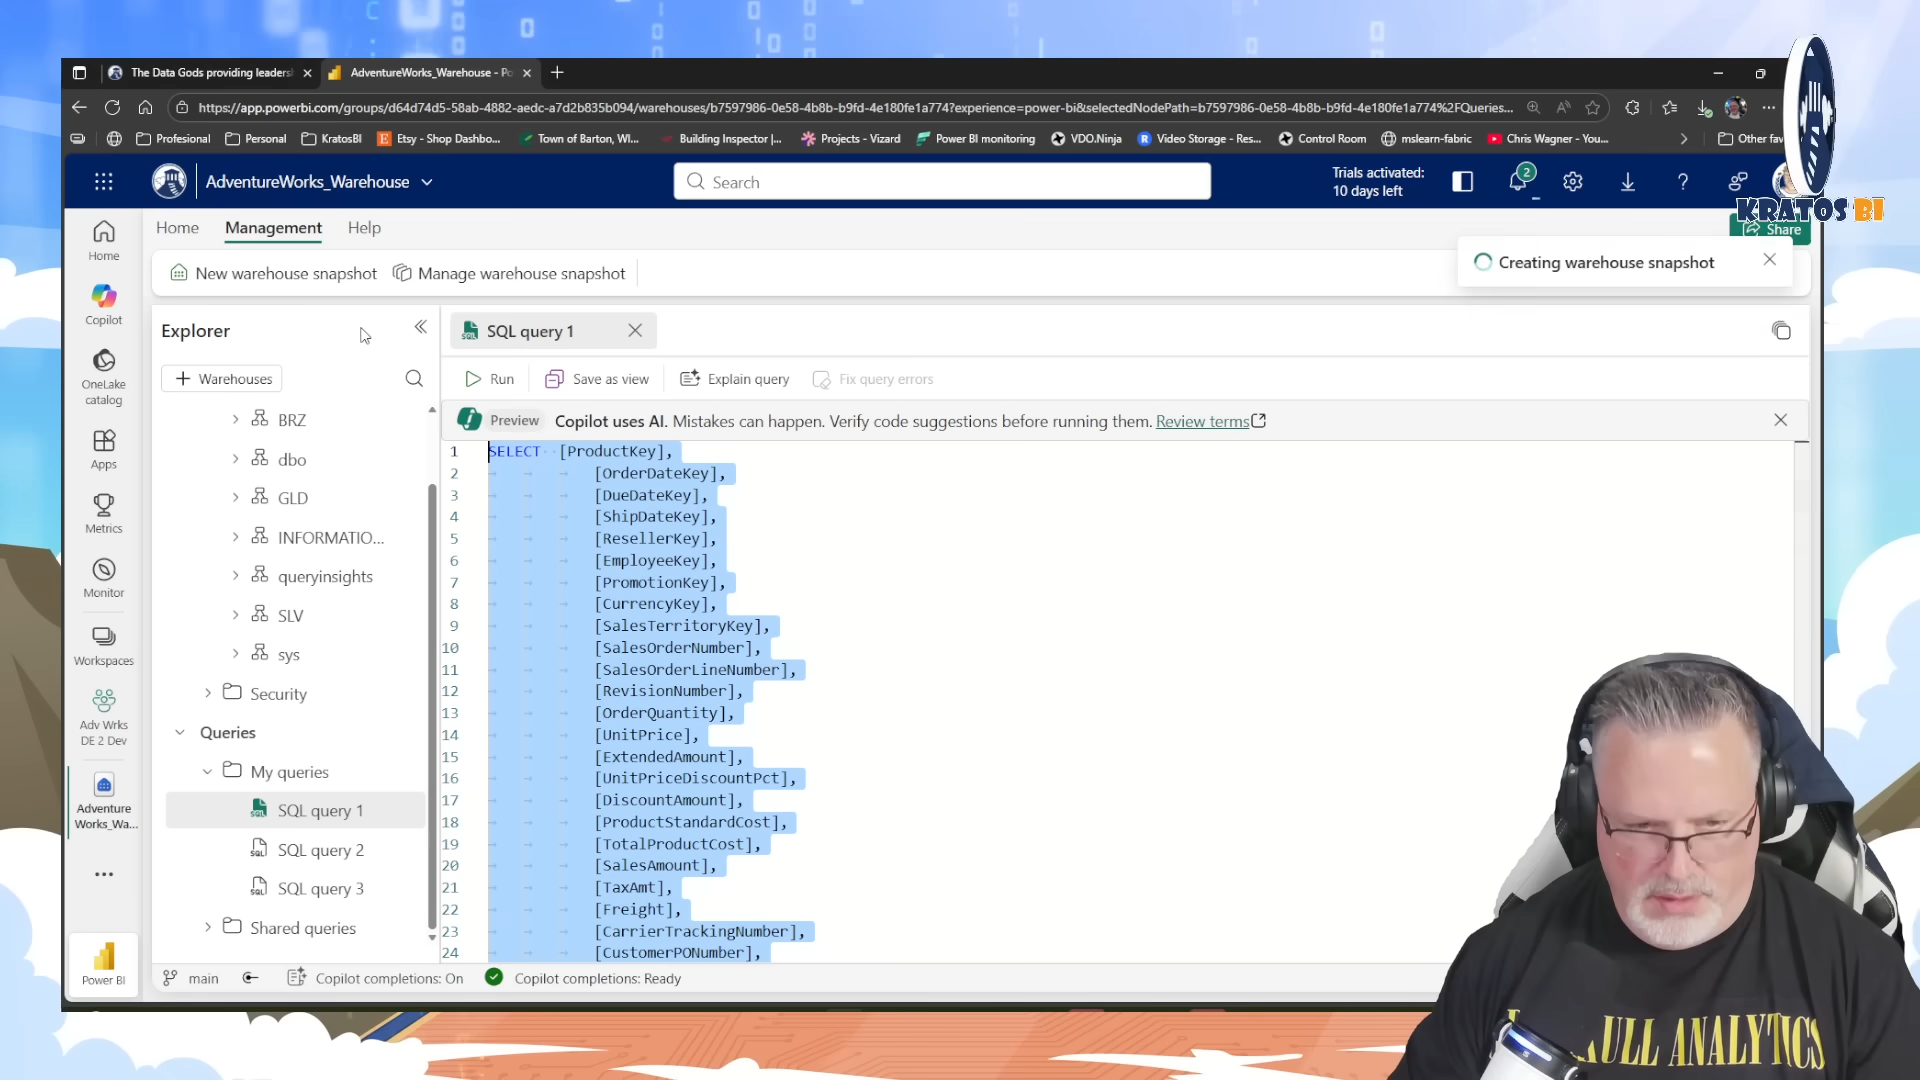 The Data Gods providing leaders
AdventureWorks_Warehouse - Po
https://app.powerbi.com/groups/d64d74d5-58ab-4882-aedc-a7d2b835b094/warehouses/b7597986-0e58-4b8b-b9fd-4e180fe1a774?experience=power-bi&selectedNodePath=b7597986-0e58-4b8b-b9fd-4e180fe1a774%2FQueries...
Profesional
Personal
KratosBI
Etsy - Shop Dashbo...
Town of Barton, WI...
Building Inspector |...
Projects - Vizard
Power BI monitoring
VDO.Ninja
Video Storage - Res...
Control Room
mslearn-fabric
Chris Wagner - You...
Other fav
AdventureWorks_Warehouse
Search
Trials activated:
10 days left
2
KRATOS BI
Home
Management
Help
Share
New warehouse snapshot
Manage warehouse snapshot
Creating warehouse snapshot
Home
Copilot
OneLake
catalog
Apps
Metrics
Monitor
Workspaces
Adv Wrks
DE 2 Dev
Adventure
Works_Wa...
Power BI
Explorer
Warehouses
BRZ
dbo
GLD
INFORMATIO...
queryinsights
SLV
sys
Security
Queries
My queries
SQL query 1
SQL query 2
SQL query 3
Shared queries
SQL query 1
Run
Save as view
Explain query
Fix query errors
Preview
Copilot uses AI. Mistakes can happen. Verify code suggestions before running them. Review terms
1 SELECT [ProductKey],
2 [OrderDateKey],
3 [DueDateKey],
4 [ShipDateKey],
5 [ResellerKey],
6 [EmployeeKey],
7 [PromotionKey],
8 [CurrencyKey],
9 [SalesTerritoryKey],
10 [SalesOrderNumber],
11 [SalesOrderLineNumber],
12 [RevisionNumber],
13 [OrderQuantity],
14 [UnitPrice],
15 [ExtendedAmount],
16 [UnitPriceDiscountPct],
17 [DiscountAmount],
18 [ProductStandardCost],
19 [TotalProductCost],
20 [SalesAmount],
21 [TaxAmt],
22 [Freight],
23 [CarrierTrackingNumber],
24 [CustomerPONumber],
main
Copilot completions: On
Copilot completions: Ready
ULL ANALYTICS